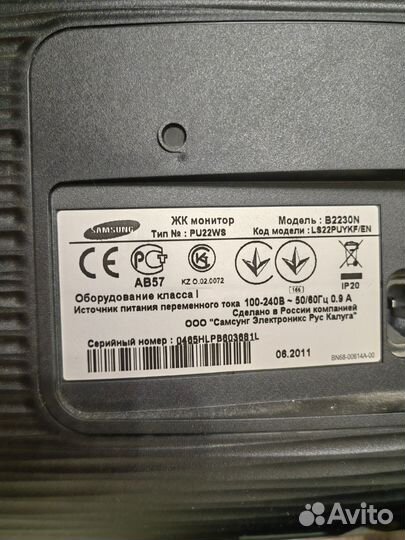 SAMSUNG
ЖК монитор Модель : B2230N
Тип № : PU22WS Код модели : LS22PUYKF/EN
CE
AB57
KZ.O.02.0072
166
IP20
Оборудование класса I
Источник питания переменного тока 100-240В ~ 50/60Гц 0.9 А
Сделано в России компанией
ООО "Самсунг Электроникс Рус Калуга"
Серийный номер : 0465HLPB603681L
06.2011
BN68-00614A-00
Avito